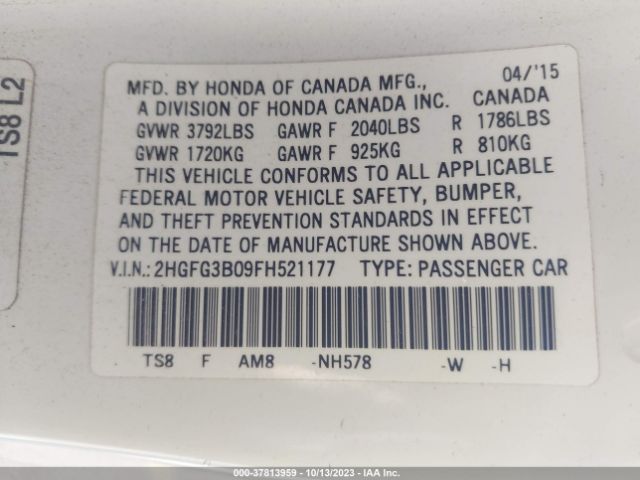 TS8 L2
MFD. BY HONDA OF CANADA MFG., 04/'15
A DIVISION OF HONDA CANADA INC. CANADA
GVWR 3792LBS GAWR F 2040LBS R 1786LBS
GVWR 1720KG GAWR F 925KG R 810KG
THIS VEHICLE CONFORMS TO ALL APPLICABLE
FEDERAL MOTOR VEHICLE SAFETY, BUMPER,
AND THEFT PREVENTION STANDARDS IN EFFECT
ON THE DATE OF MANUFACTURE SHOWN ABOVE.
V.I.N.: 2HGFG3B09FH521177 TYPE: PASSENGER CAR
TS8 F AM8 -NH578 -W -H
000-37813959 - 10/13/2023 - IAA Inc.